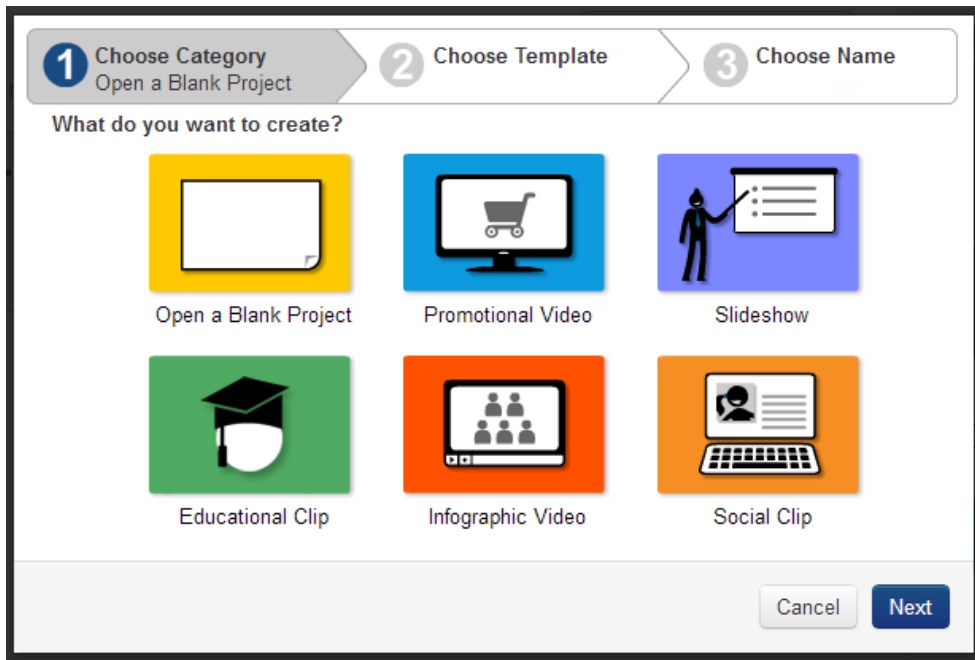 1 Choose Category
Open a Blank Project
2 Choose Template
3 Choose Name
What do you want to create?
Open a Blank Project
Promotional Video
Slideshow
Educational Clip
Infographic Video
Social Clip
Cancel
Next